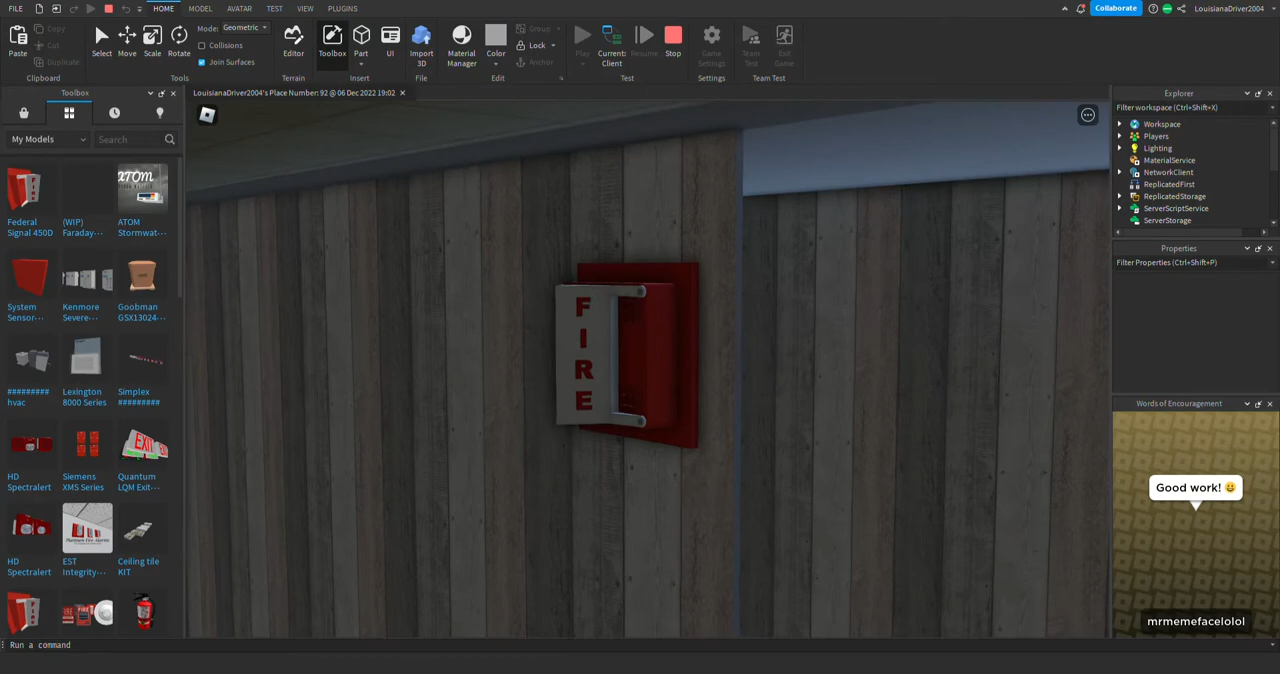 FILE HOME MODEL AVATAR TEST VIEW PLUGINS Collaborate LouisianaDriver2004
Paste Copy Cut Duplicate
Select Move Scale Rotate
Mode: Geometric
Collisions
Join Surfaces
Editor Toolbox Part UI Import 3D Material Manager Color Group Lock Anchor Play Current: Client Resume Stop Game Settings Team Test Exit Game
Clipboard Tools Terrain Insert File Edit Test Settings Team Test
Toolbox
LouisianaDriver2004's Place Number: 92 @ 06 Dec 2022 19:02
My Models Search
FIRE
Federal Signal 450D
(WIP) Faraday-···
ATOM Stormwat···
System Sensor-···
Kenmore Severe-···
Goobman GSX13024-···
######### hvac
Lexington 8000 Series
Simplex #########
HD Spectralert
Siemens XMS Series
Quantum LQM Exit-···
HD Spectralert
EST Integrity-···
Ceiling tile KIT
ATOM
EXIT
FIRE
Explorer
Filter workspace (Ctrl+Shift+X)
Workspace
Players
Lighting
MaterialService
NetworkClient
ReplicatedFirst
ReplicatedStorage
ServerScriptService
ServerStorage
Properties
Filter Properties (Ctrl+Shift+P)
Words of Encouragement
Good work! 😀
mrmemefacelolol
Run a command